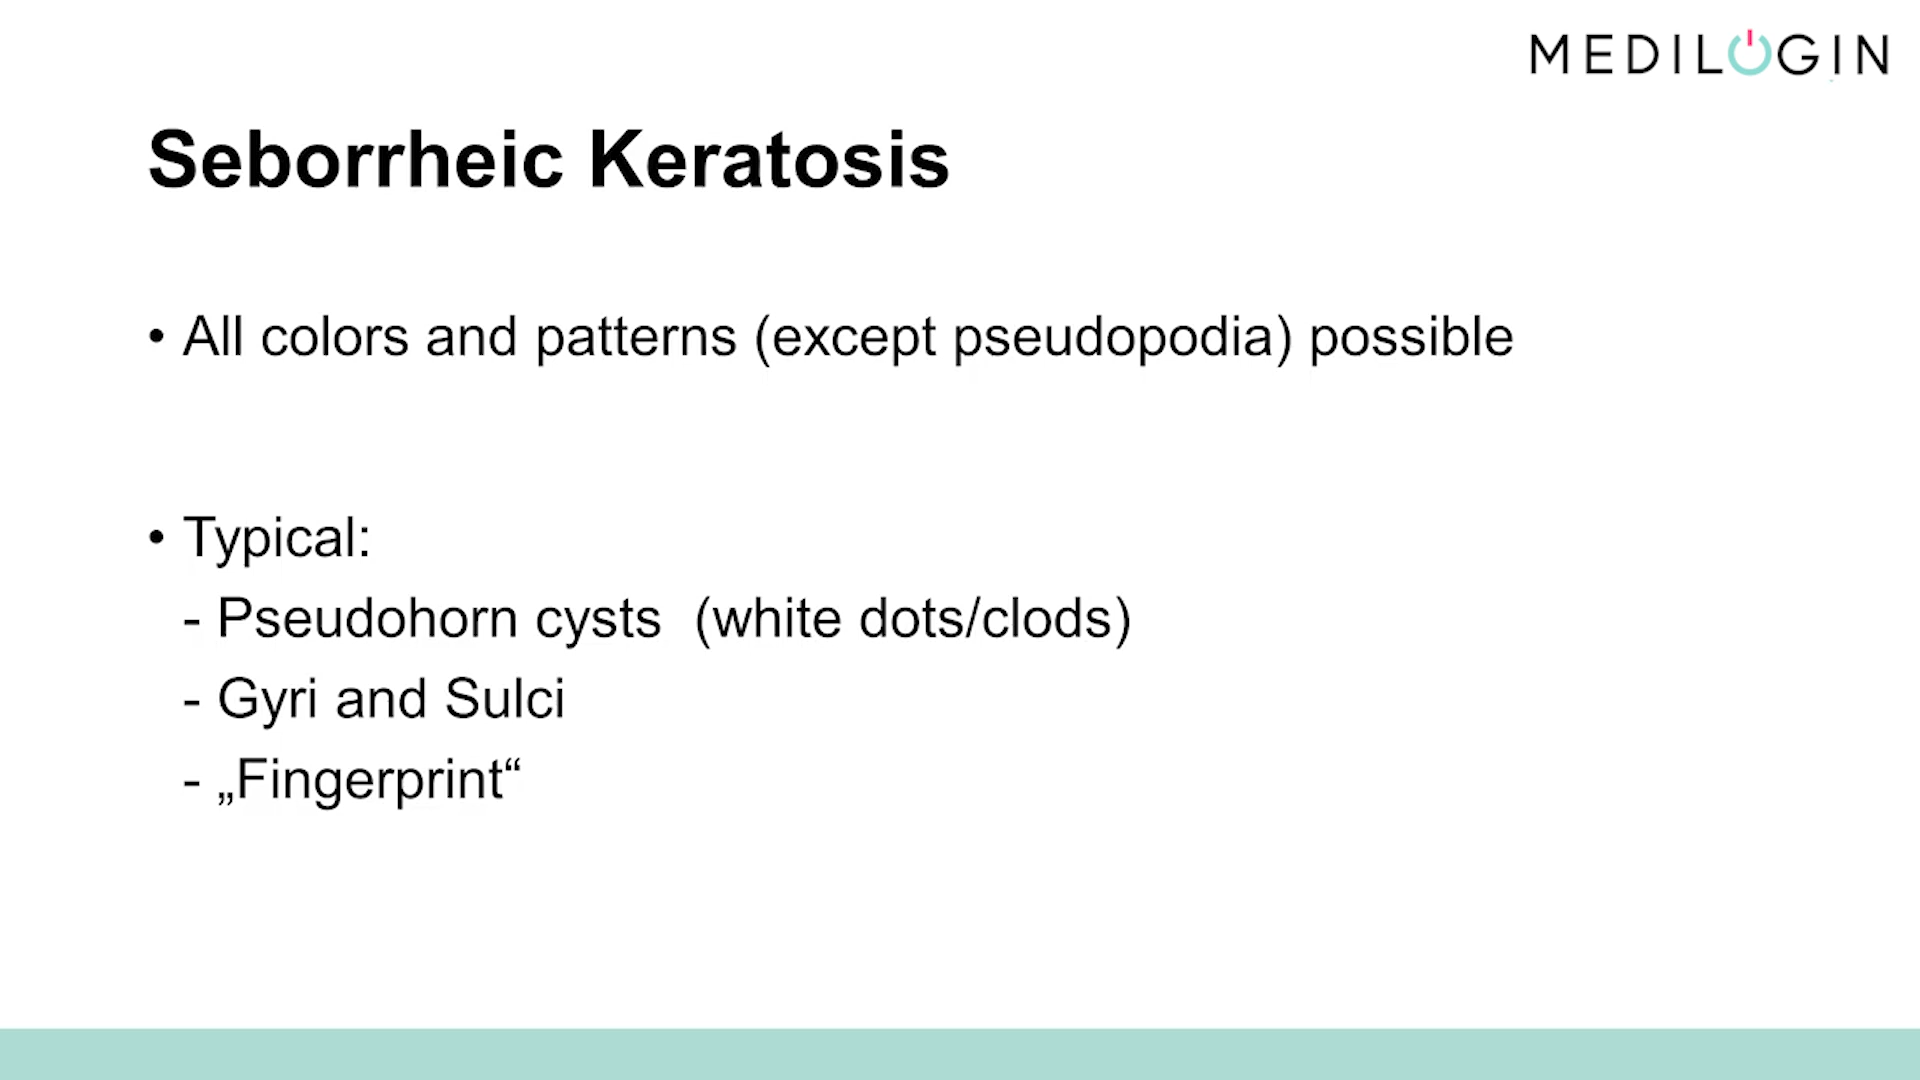 MEDILOGIN
Seborrheic Keratosis
• All colors and patterns (except pseudopodia) possible
• Typical:
- Pseudohorn cysts  (white dots/clods)
- Gyri and Sulci
- „Fingerprint“